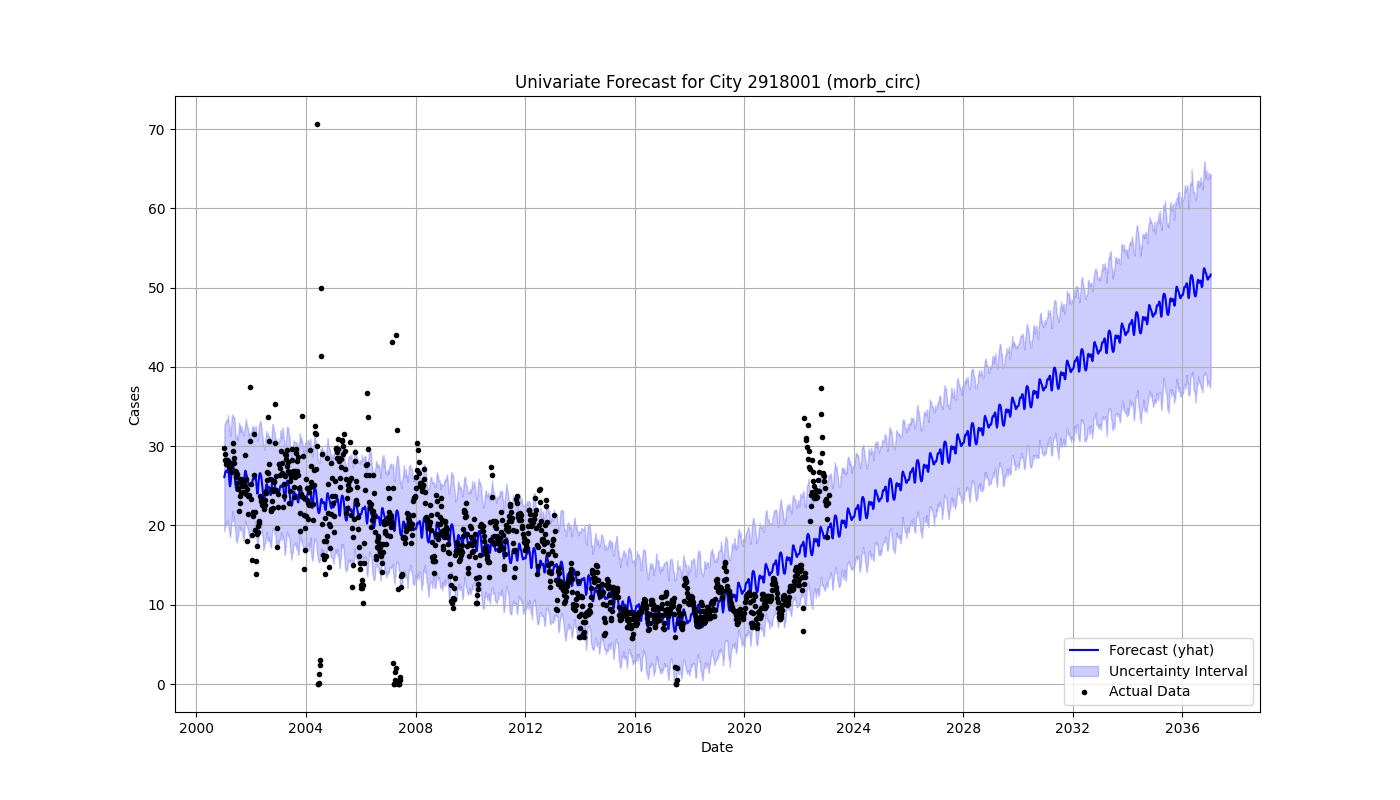 Univariate Forecast for City 2918001 (morb_circ)
70
60
50
40
30
20
10
0
Cases
2000 2004 2008 2012 2016 2020 2024 2028 2032 2036
Date
Forecast (yhat)
Uncertainty Interval
Actual Data